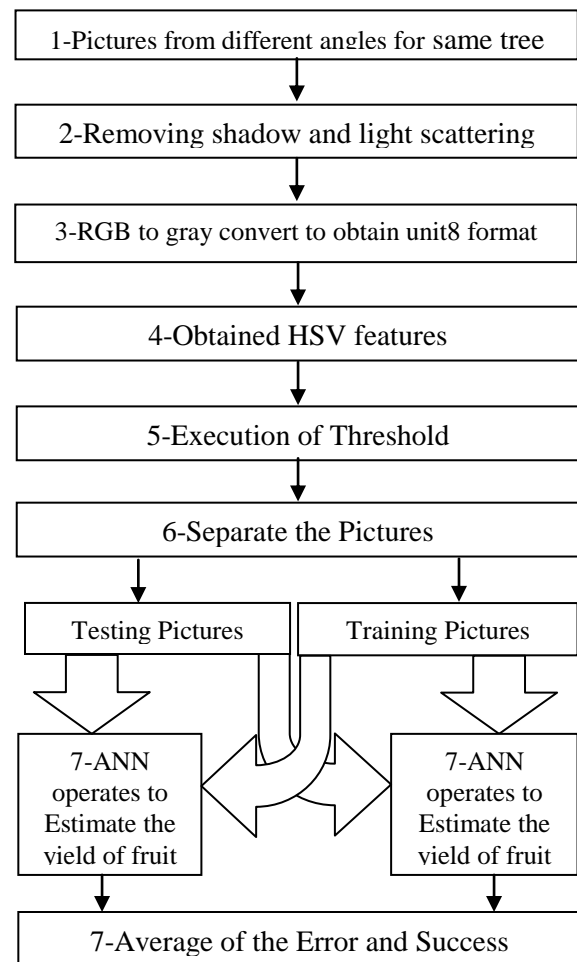 1-Pictures from different angles for same tree
2-Removing shadow and light scattering
3-RGB to gray convert to obtain unit8 format
4-Obtained HSV features
5-Execution of Threshold
6-Separate the Pictures
Testing Pictures
Training Pictures
7-ANN
operates to
Estimate the
yield of fruit
7-ANN
operates to
Estimate the
yield of fruit
7-Average of the Error and Success